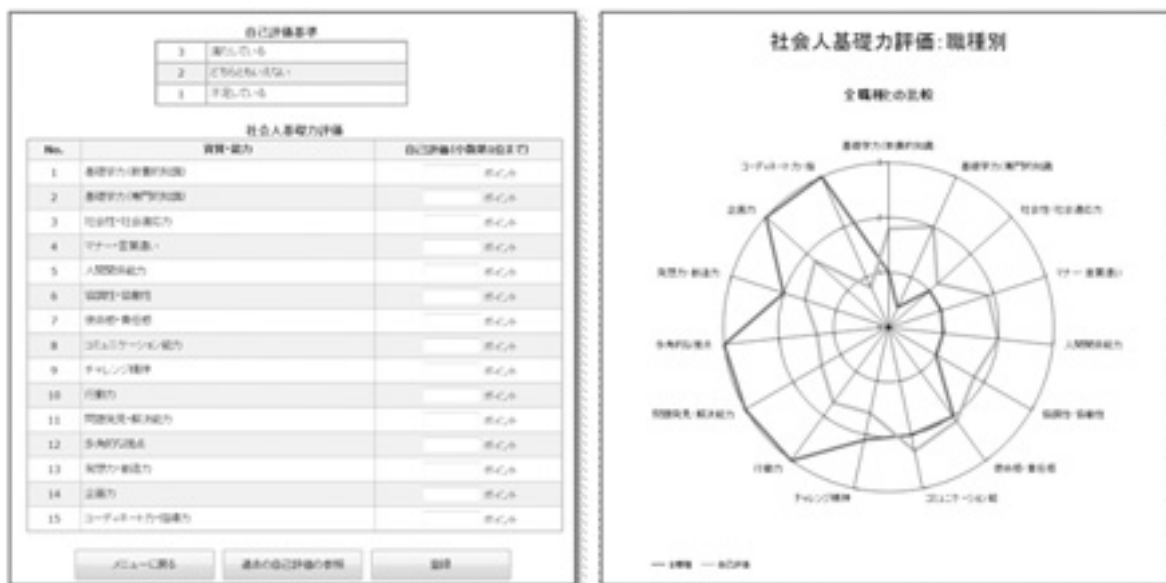 自己評価基準
3 満たしている
2 どちらともいえない
1 不足している
社会人基礎力評価
No. 資質・能力 自己評価(小数第1位まで)
1 基礎学力(教養的知識) ポイント
2 基礎学力(専門的知識) ポイント
3 社会性・社会適応力 ポイント
4 マナー・言葉遣い ポイント
5 人間関係能力 ポイント
6 協調性・協働性 ポイント
7 使命感・責任感 ポイント
8 コミュニケーション能力 ポイント
9 チャレンジ精神 ポイント
10 行動力 ポイント
11 問題発見・解決能力 ポイント
12 多角的な視点 ポイント
13 発想力・創造力 ポイント
14 企画力 ポイント
15 コーディネート力・指導力 ポイント
メニューに戻る 過去の自己評価の参照 登録
社会人基礎力評価:職種別
全職種との比較
基礎学力(教養的知識
基礎学力(専門的知識
社会性・社会適応力
マナー・言葉遣い
人間関係能力
協調性・協働性
使命感・責任感
コミュニケーション能
チャレンジ精神
行動力
問題発見・解決能力
多角的な視点
発想力・創造力
企画力
コーディネート力・指
全職種 自己評価